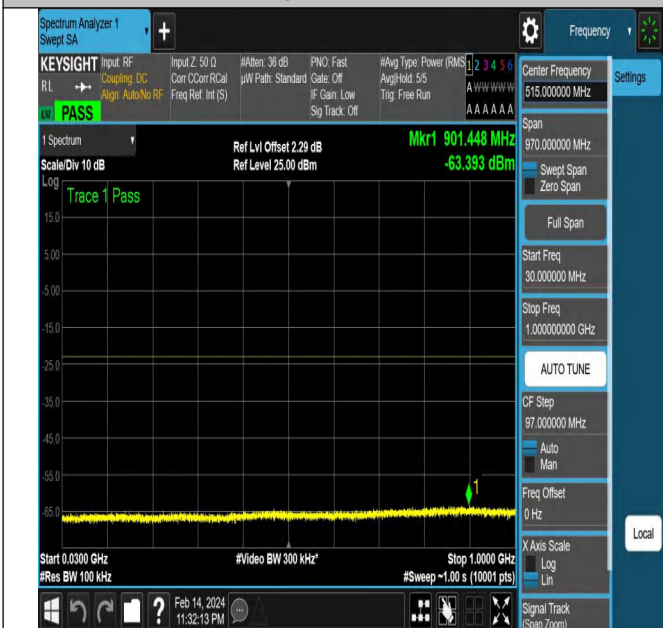 Spectrum Analyzer 1
Swept SA
Frequency
KEYSIGHT
RL
LXI
PASS
Input: RF
Coupling: DC
Align: Auto/No RF
Input Z: 50 Ω
Corr CCorr RCal
Freq Ref: Int (S)
#Atten: 36 dB
µW Path: Standard
PNO: Fast
Gate: Off
IF Gain: Low
Sig Track: Off
#Avg Type: Power (RMS
Avg|Hold: 5/5
Trig: Free Run
1 2 3 4 5 6
A W W W W W
A A A A A A
Center Frequency
515.000000 MHz
Settings
1 Spectrum
Scale/Div 10 dB
Ref Lvl Offset 2.29 dB
Ref Level 25.00 dBm
Mkr1 901.448 MHz
-63.393 dBm
Span
970.000000 MHz
Swept Span
Zero Span
Full Span
Start Freq
30.000000 MHz
Stop Freq
1.000000000 GHz
AUTO TUNE
CF Step
97.000000 MHz
Auto
Man
Freq Offset
0 Hz
X Axis Scale
Log
Lin
Local
Signal Track
(Span Zoom)
Log
Trace 1 Pass
15.0
5.00
-5.00
-15.0
-25.0
-35.0
-45.0
-55.0
-65.0
1
Start 0.0300 GHz
#Res BW 100 kHz
#Video BW 300 kHz*
Stop 1.0000 GHz
#Sweep ~1.00 s (10001 pts)
?
Feb 14, 2024
11:32:13 PM